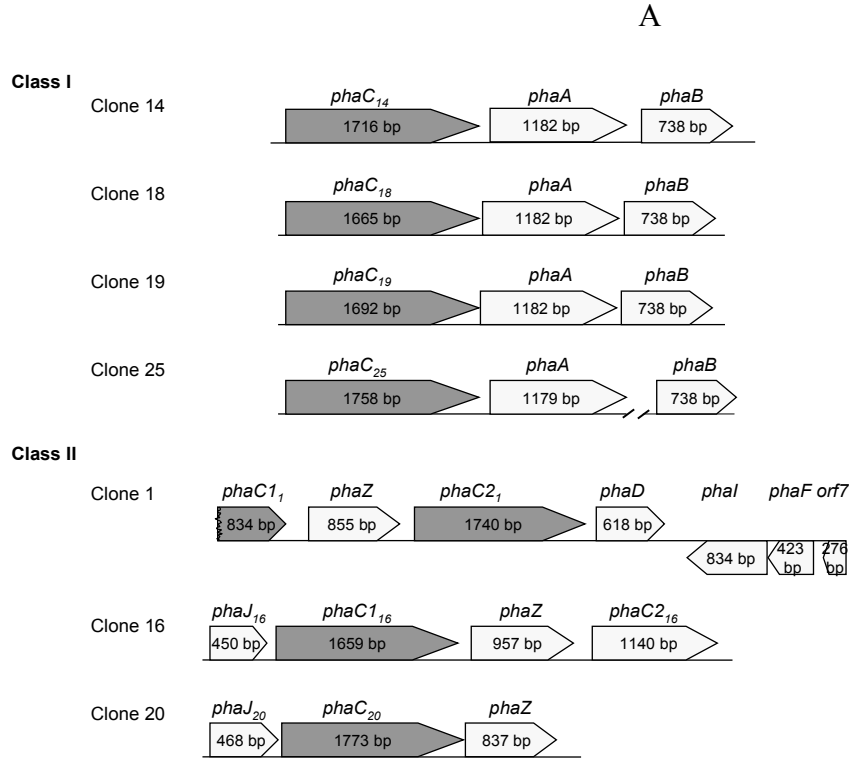 A
Class I
Clone 14
phaC14 phaA phaB
1716 bp 1182 bp 738 bp
Clone 18
phaC18 phaA phaB
1665 bp 1182 bp 738 bp
Clone 19
phaC19 phaA phaB
1692 bp 1182 bp 738 bp
Clone 25
phaC25 phaA phaB
1758 bp 1179 bp 738 bp
Class II
Clone 1
phaC11 phaZ phaC21 phaD phaI phaF orf7
834 bp 855 bp 1740 bp 618 bp
834 bp 423 bp 276 bp
Clone 16
phaJ16 phaC116 phaZ phaC216
450 bp 1659 bp 957 bp 1140 bp
Clone 20
phaJ20 phaC20 phaZ
468 bp 1773 bp 837 bp